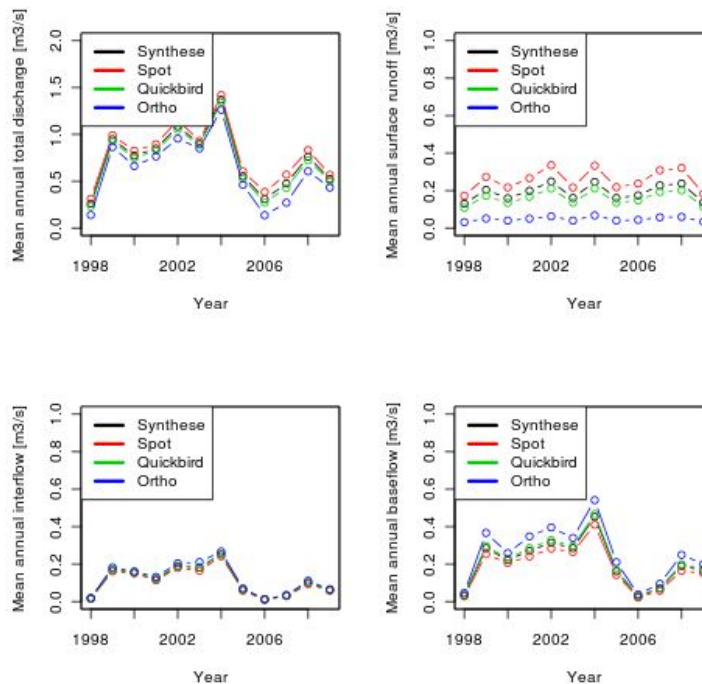 Mean annual total discharge [m3/s]
2.0
1.5
1.0
0.5
0.0
Synthese
Spot
Quickbird
Ortho
1998 2002 2006
Year
Mean annual surface runoff [m3/s]
1.0
0.8
0.6
0.4
0.2
0.0
Synthese
Spot
Quickbird
Ortho
1998 2002 2006
Year
Mean annual interflow [m3/s]
1.0
0.8
0.6
0.4
0.2
0.0
Synthese
Spot
Quickbird
Ortho
1998 2002 2006
Year
Mean annual baseflow [m3/s]
1.0
0.8
0.6
0.4
0.2
0.0
Synthese
Spot
Quickbird
Ortho
1998 2002 2006
Year